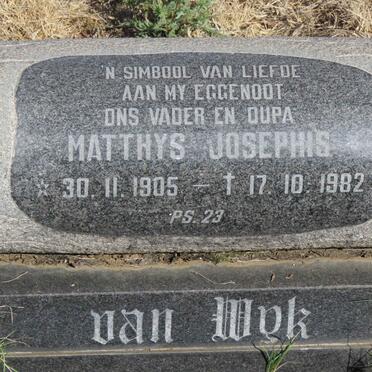 'N SIMBOOL VAN LIEFDE
AAN MY EGGENOOT
ONS VADER EN OUPA
MATTHYS JOSEPHIS
☆ 30. 11. 1905 – † 17. 10. 1982
PS. 23
van Wyk